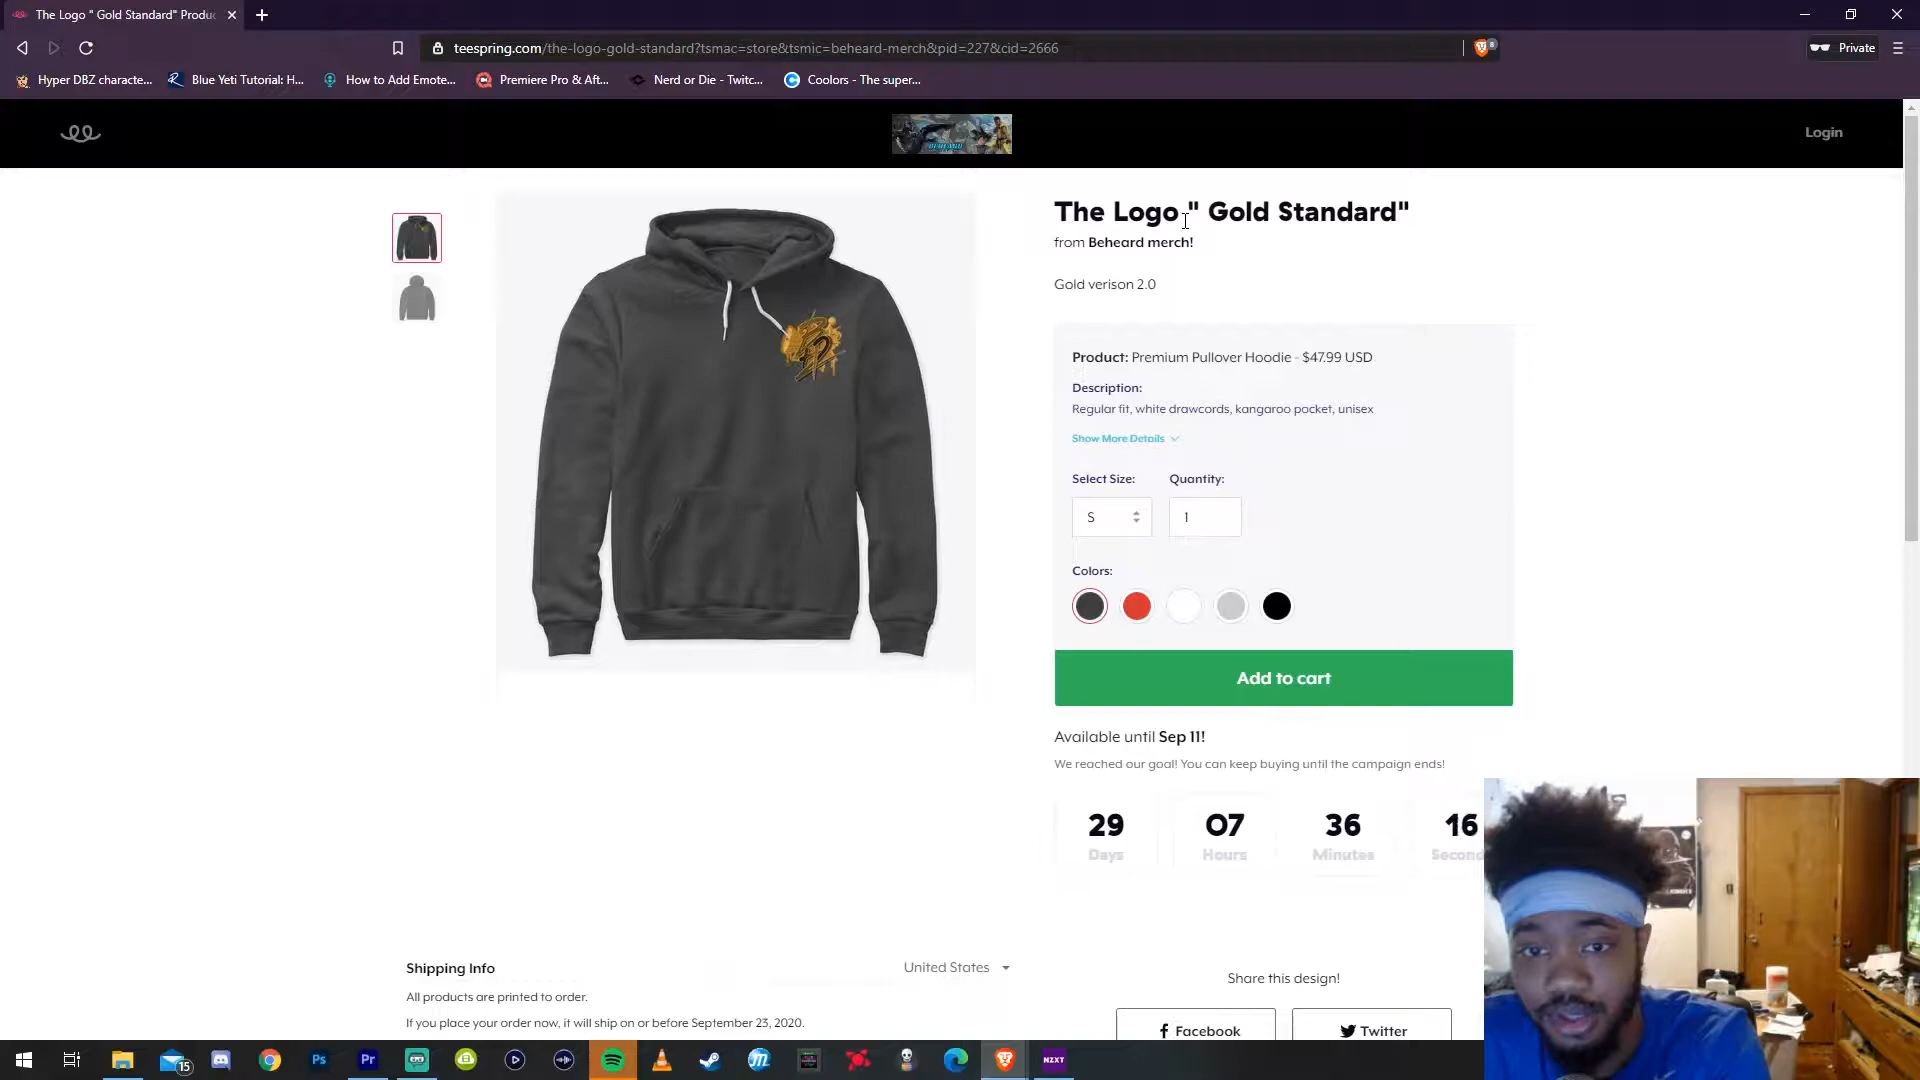 The Logo " Gold Standard" Produ
teespring.com/the-logo-gold-standard?tsmac=store&tsmic=beheard-merch&pid=227&cid=2666
8
Private
Hyper DBZ characte...
Blue Yeti Tutorial: H...
How to Add Emote...
Premiere Pro & Aft...
Nerd or Die - Twitc...
Coolors - The super...
BEHEARD
Login
The Logo " Gold Standard"
from Beheard merch!
Gold verison 2.0
Product: Premium Pullover Hoodie - $47.99 USD
Description:
Regular fit, white drawcords, kangaroo pocket, unisex
Show More Details
Select Size:
Quantity:
S
1
Colors:
Add to cart
Available until Sep 11!
We reached our goal! You can keep buying until the campaign ends!
29
07
36
16
Days
Hours
Minutes
Second
Shipping Info
United States
All products are printed to order.
If you place your order now, it will ship on or before September 23, 2020.
Share this design!
Facebook
Twitter
15
Ps
Pr
NZXT